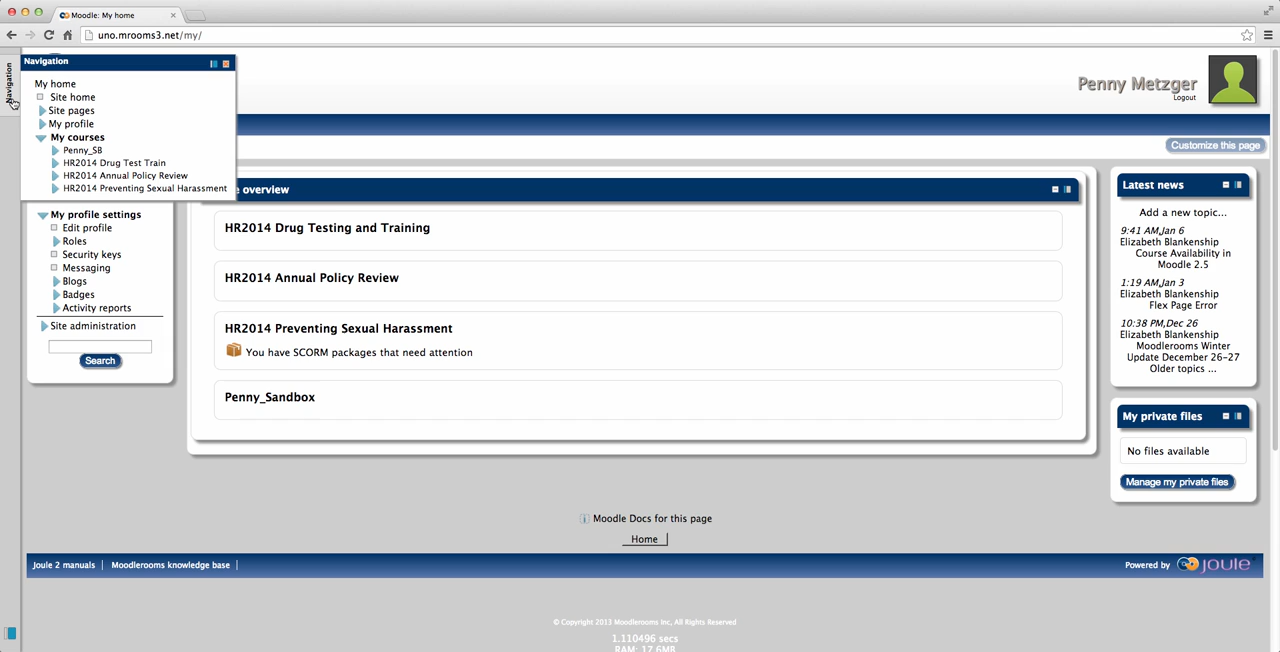 Moodle: My home
uno.mrooms3.net/my/
Navigation
Navigation
My home
Site home
Site pages
My profile
My courses
Penny_SB
HR2014 Drug Test Train
HR2014 Annual Policy Review
HR2014 Preventing Sexual Harassment
Penny Metzger
Logout
Customize this page
My profile settings
Edit profile
Roles
Security keys
Messaging
Blogs
Badges
Activity reports
Site administration
Search
overview
HR2014 Drug Testing and Training
HR2014 Annual Policy Review
HR2014 Preventing Sexual Harassment
You have SCORM packages that need attention
Penny_Sandbox
Latest news
Add a new topic...
9:41 AM,Jan 6
Elizabeth Blankenship
Course Availability in
Moodle 2.5
1:19 AM,Jan 3
Elizabeth Blankenship
Flex Page Error
10:38 PM,Dec 26
Elizabeth Blankenship
Moodlerooms Winter
Update December 26-27
Older topics ...
My private files
No files available
Manage my private files
Moodle Docs for this page
Home
Joule 2 manuals
Moodlerooms knowledge base
Powered by joule
© Copyright 2013 Moodlerooms Inc, All Rights Reserved
1.110496 secs
RAM: 17.6MB